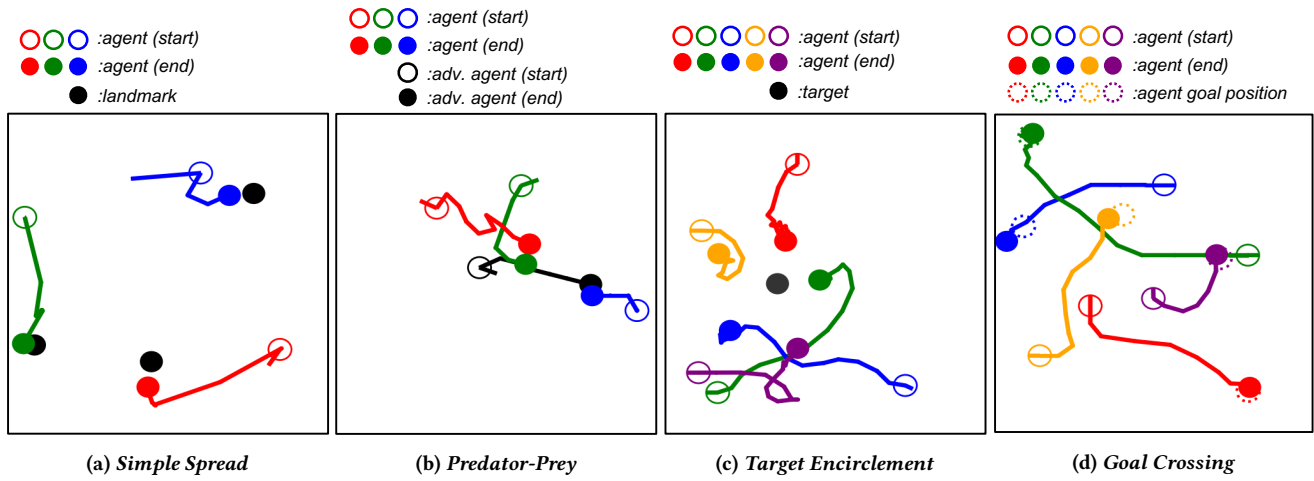 :agent (start)
:agent (end)
:landmark
:agent (start)
:agent (end)
:adv. agent (start)
:adv. agent (end)
:agent (start)
:agent (end)
:target
:agent (start)
:agent (end)
:agent goal position
(a) Simple Spread
(b) Predator-Prey
(c) Target Encirclement
(d) Goal Crossing